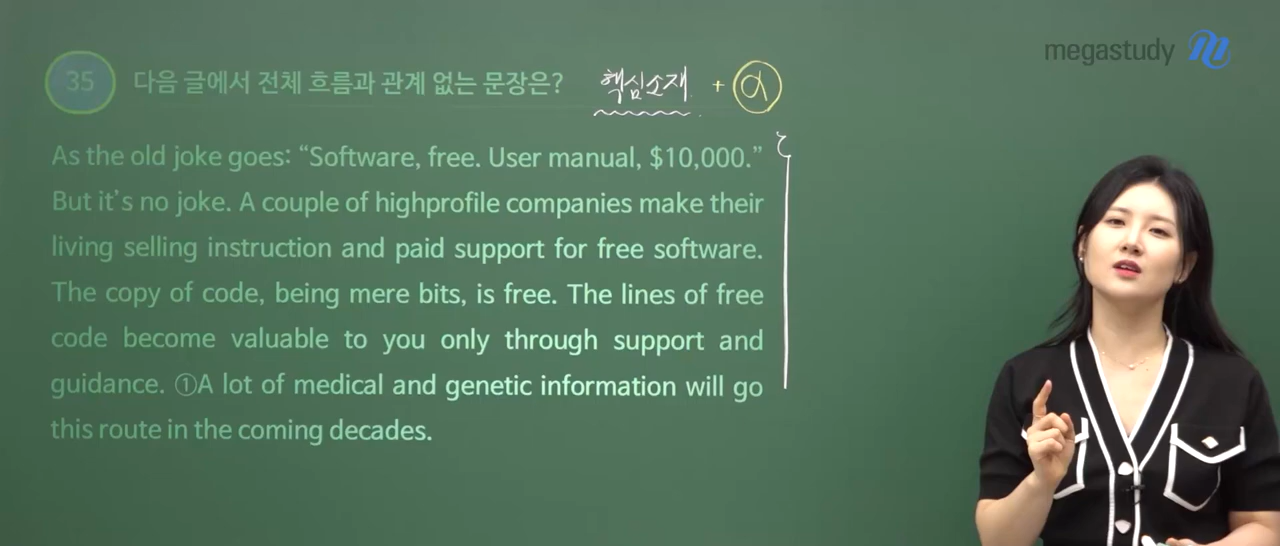 megastudy
35 다음 글에서 전체 흐름과 관계 없는 문장은? 핵심소재 + α
As the old joke goes: “Software, free. User manual, $10,000.”
But it’s no joke. A couple of highprofile companies make their
living selling instruction and paid support for free software.
The copy of code, being mere bits, is free. The lines of free
code become valuable to you only through support and
guidance. ①A lot of medical and genetic information will go
this route in the coming decades.